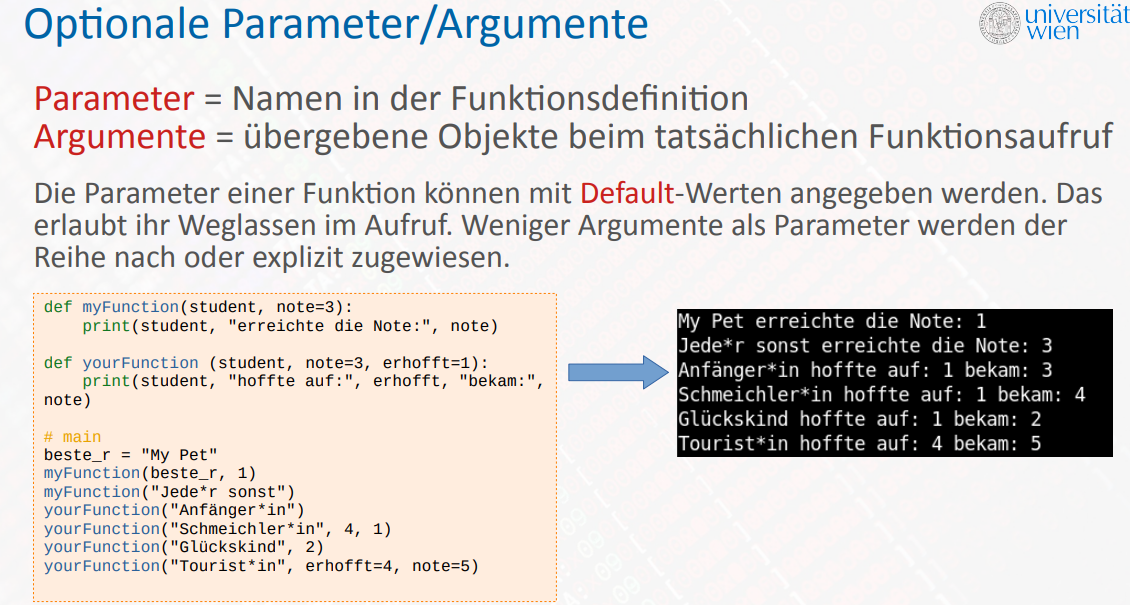 Optionale Parameter/Argumente
universität
wien
Parameter = Namen in der Funktionsdefinition
Argumente = übergebene Objekte beim tatsächlichen Funktionsaufruf
Die Parameter einer Funktion können mit Default-Werten angegeben werden. Das
erlaubt ihr Weglassen im Aufruf. Weniger Argumente als Parameter werden der
Reihe nach oder explizit zugewiesen.
def myFunction(student, note=3):
    print(student, "erreichte die Note:", note)
def yourFunction (student, note=3, erhofft=1):
    print(student, "hoffte auf:", erhofft, "bekam:",
note)
# main
beste_r = "My Pet"
myFunction(beste_r, 1)
myFunction("Jede*r sonst")
yourFunction("Anfänger*in")
yourFunction("Schmeichler*in", 4, 1)
yourFunction("Glückskind", 2)
yourFunction("Tourist*in", erhofft=4, note=5)
My Pet erreichte die Note: 1
Jede*r sonst erreichte die Note: 3
Anfänger*in hoffte auf: 1 bekam: 3
Schmeichler*in hoffte auf: 1 bekam: 4
Glückskind hoffte auf: 1 bekam: 2
Tourist*in hoffte auf: 4 bekam: 5